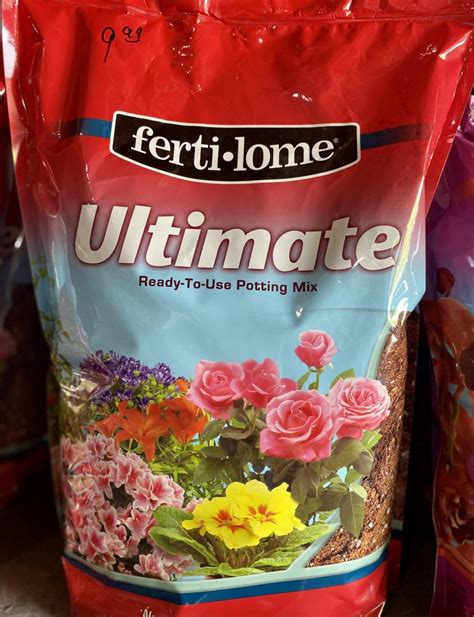 9.99
ferti•lome®
Ultimate
Ready-To-Use Potting Mix